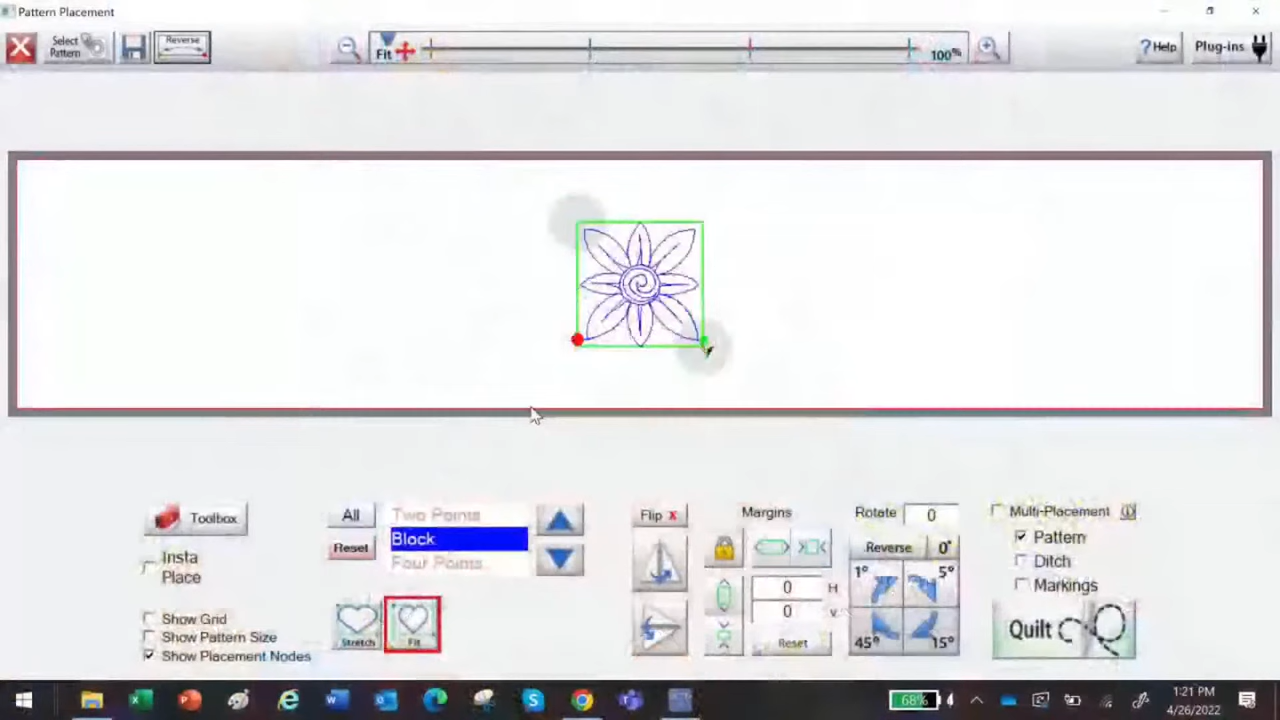 Pattern Placement
Select
Pattern
Reverse
Fit
100%
?Help
Plug-ins
Toolbox
Insta
Place
Show Grid
Show Pattern Size
Show Placement Nodes
All
Reset
Two Points
Block
Four Points
Stretch
Fit
Flip X
Margins
0 H
0 V
Reset
Rotate 0
Reverse 0°
1° 5°
45° 15°
Multi-Placement
Pattern
Ditch
Markings
Quilt
68%
1:21 PM
4/26/2022